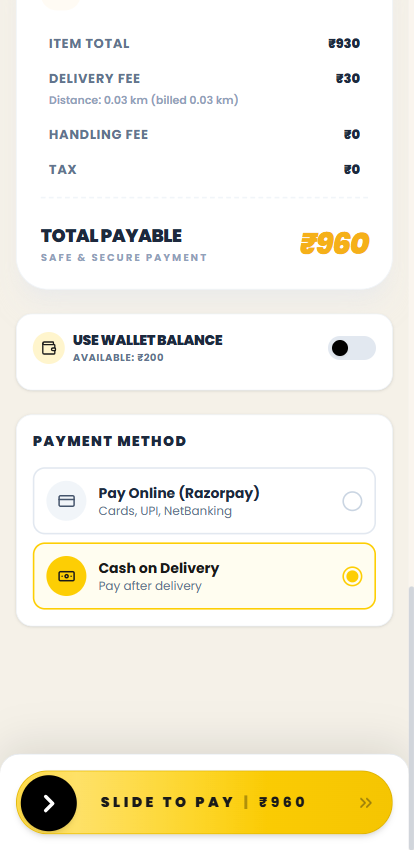 ITEM TOTAL ₹930
DELIVERY FEE ₹30
Distance: 0.03 km (billed 0.03 km)
HANDLING FEE ₹0
TAX ₹0
TOTAL PAYABLE ₹960
SAFE & SECURE PAYMENT
USE WALLET BALANCE
AVAILABLE: ₹200
PAYMENT METHOD
Pay Online (Razorpay)
Cards, UPI, NetBanking
Cash on Delivery
Pay after delivery
SLIDE TO PAY | ₹960